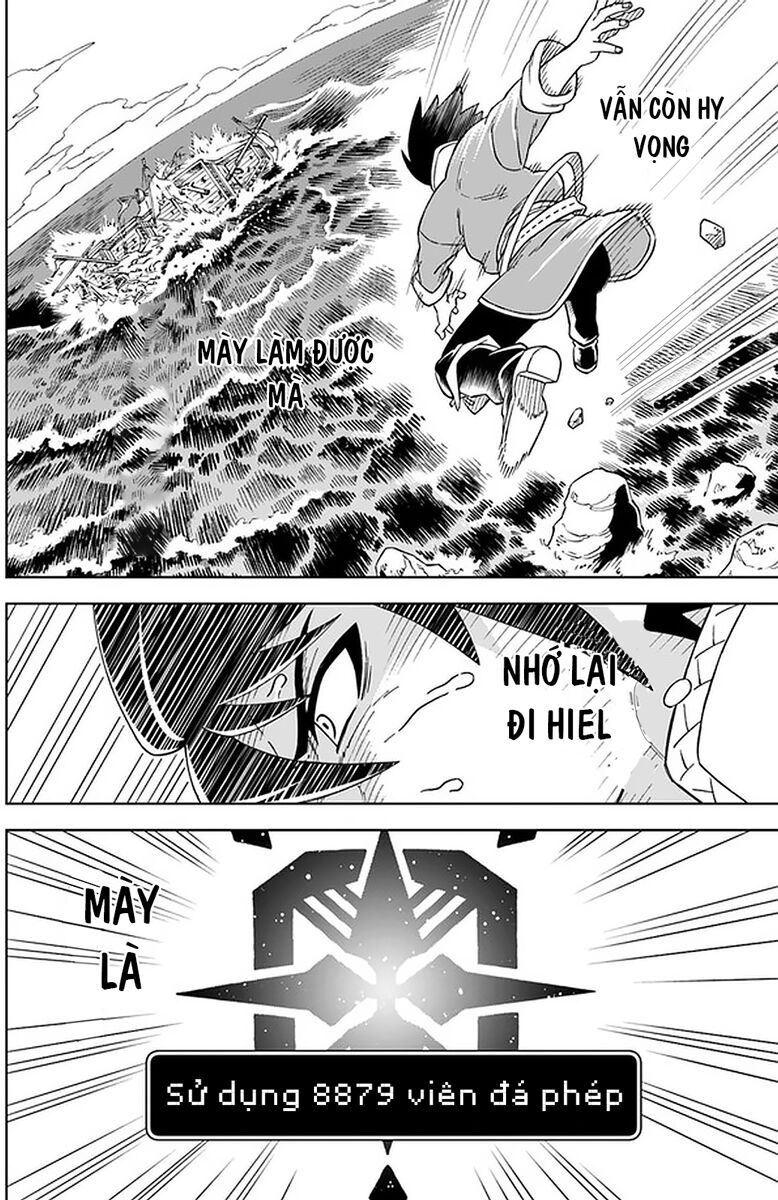 VẪN CÒN HY
VỌNG
MÀY LÀM ĐƯỢC
MÀ
NHỚ LẠI
ĐI HIEL
MÀY
LÀ
Sử dụng 8879 viên đá phép